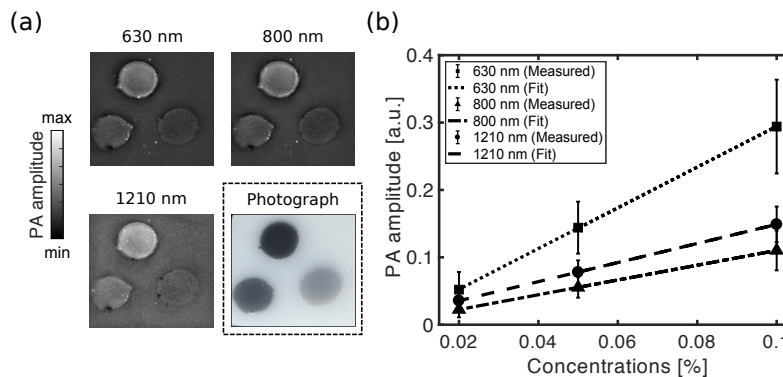 (a)
630 nm
800 nm
max
PA amplitude
min
1210 nm
Photograph
(b)
0.4
0.3
0.2
0.1
0
PA amplitude [a.u.]
630 nm (Measured)
630 nm (Fit)
800 nm (Measured)
800 nm (Fit)
1210 nm (Measured)
1210 nm (Fit)
0.02
0.04
0.06
0.08
0.1
Concentrations [%]